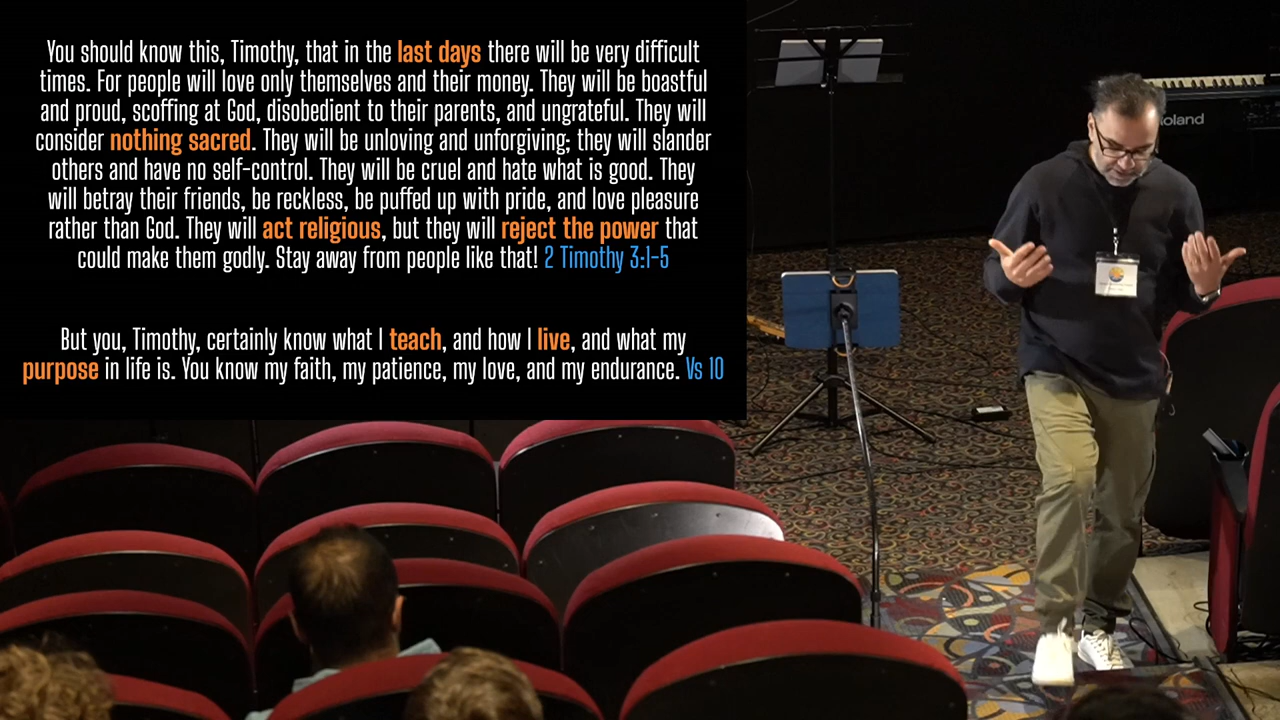 You should know this, Timothy, that in the last days there will be very difficult
times. For people will love only themselves and their money. They will be boastful
and proud, scoffing at God, disobedient to their parents, and ungrateful. They will
consider nothing sacred. They will be unloving and unforgiving; they will slander
others and have no self-control. They will be cruel and hate what is good. They
will betray their friends, be reckless, be puffed up with pride, and love pleasure
rather than God. They will act religious, but they will reject the power that
could make them godly. Stay away from people like that! 2 Timothy 3:1-5
But you, Timothy, certainly know what I teach, and how I live, and what my
purpose in life is. You know my faith, my patience, my love, and my endurance. Vs 10
Roland